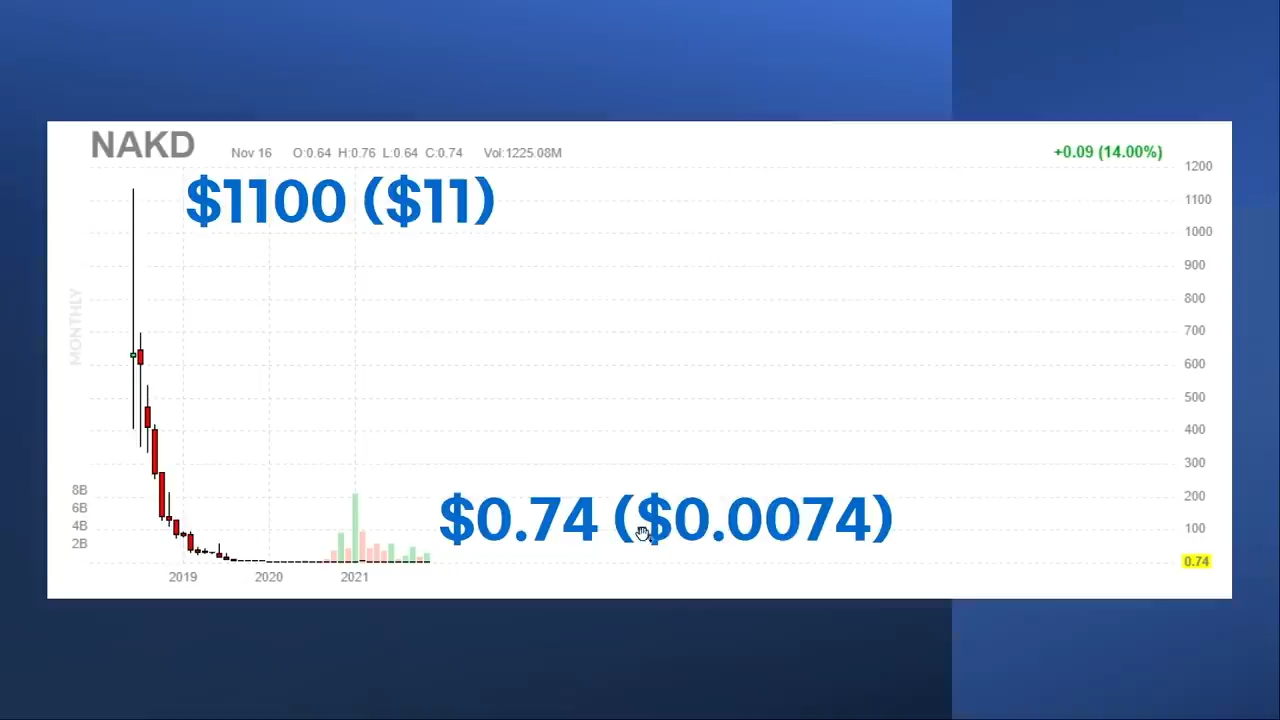 NAKD
Nov 16 O:0.64 H:0.76 L:0.64 C:0.74 Vol:1225.08M
+0.09 (14.00%)
$1100 ($11)
1200
1100
1000
900
800
700
600
500
400
300
200
100
0.74
MONTHLY
8B
6B
4B
2B
$0.74 ($0.0074)
2019 2020 2021